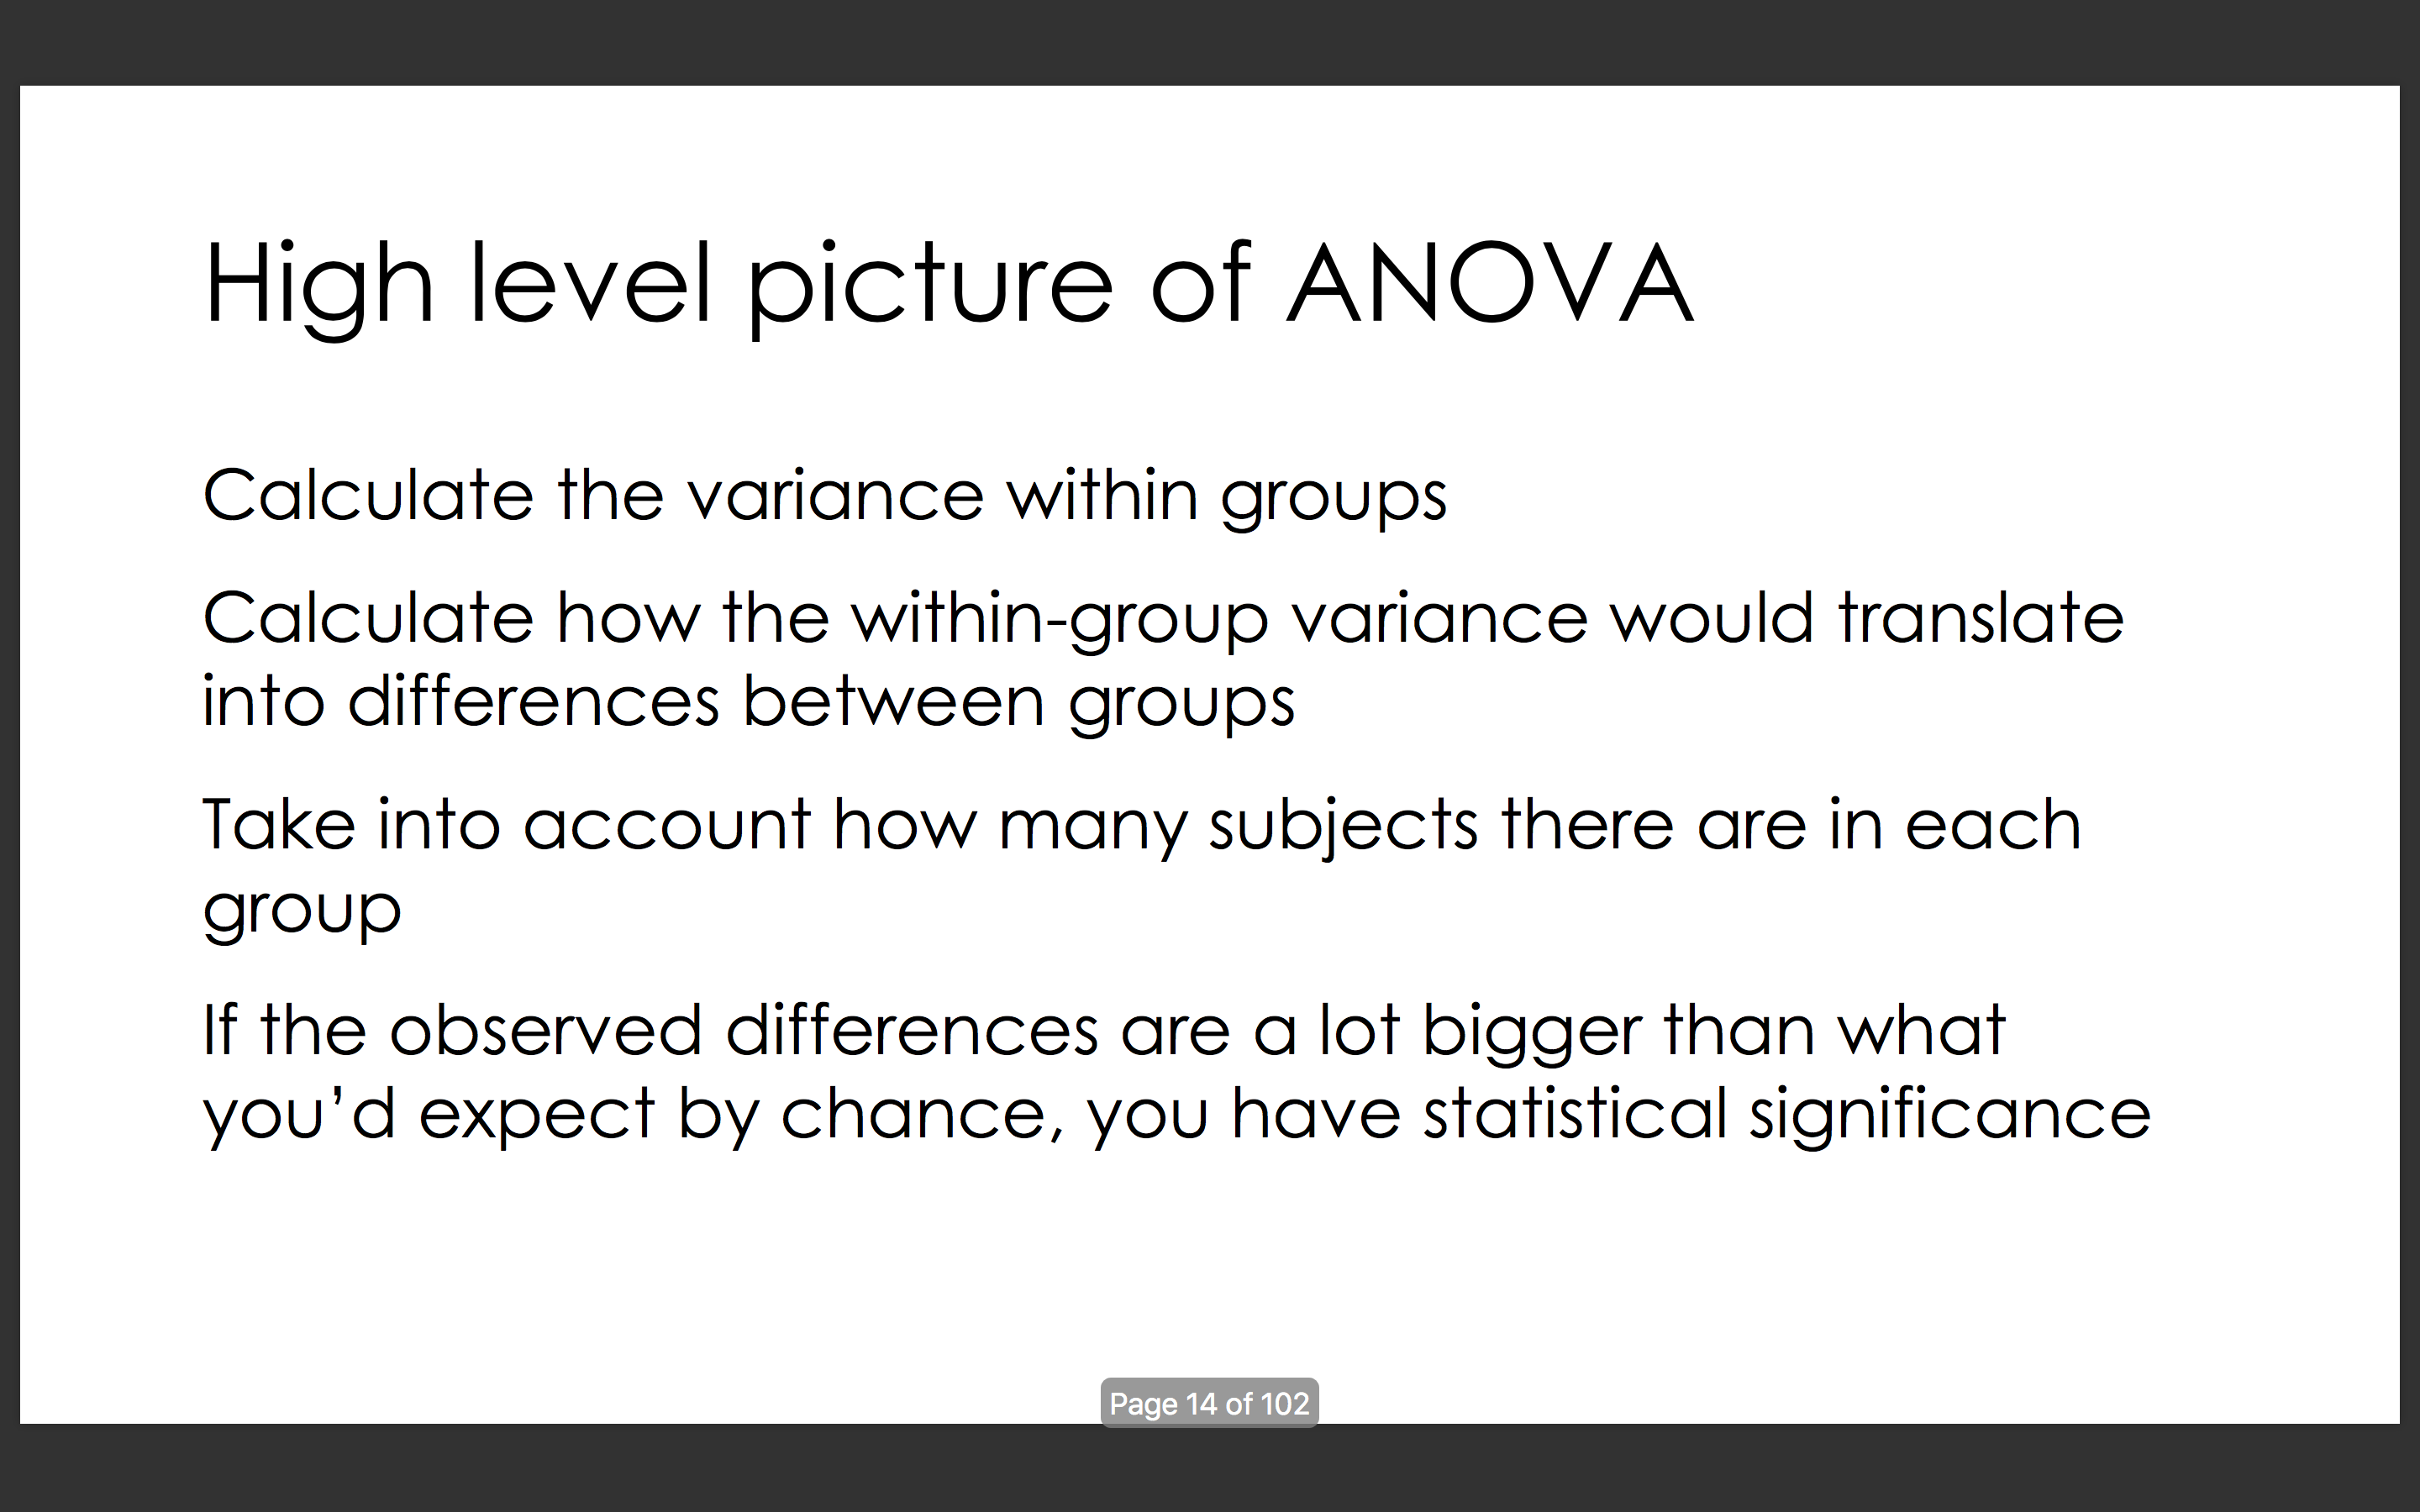 High level picture of ANOVA
Calculate the variance within groups
Calculate how the within-group variance would translate
into differences between groups
Take into account how many subjects there are in each
group
If the observed differences are a lot bigger than what
you’d expect by chance, you have statistical significance
Page 14 of 102